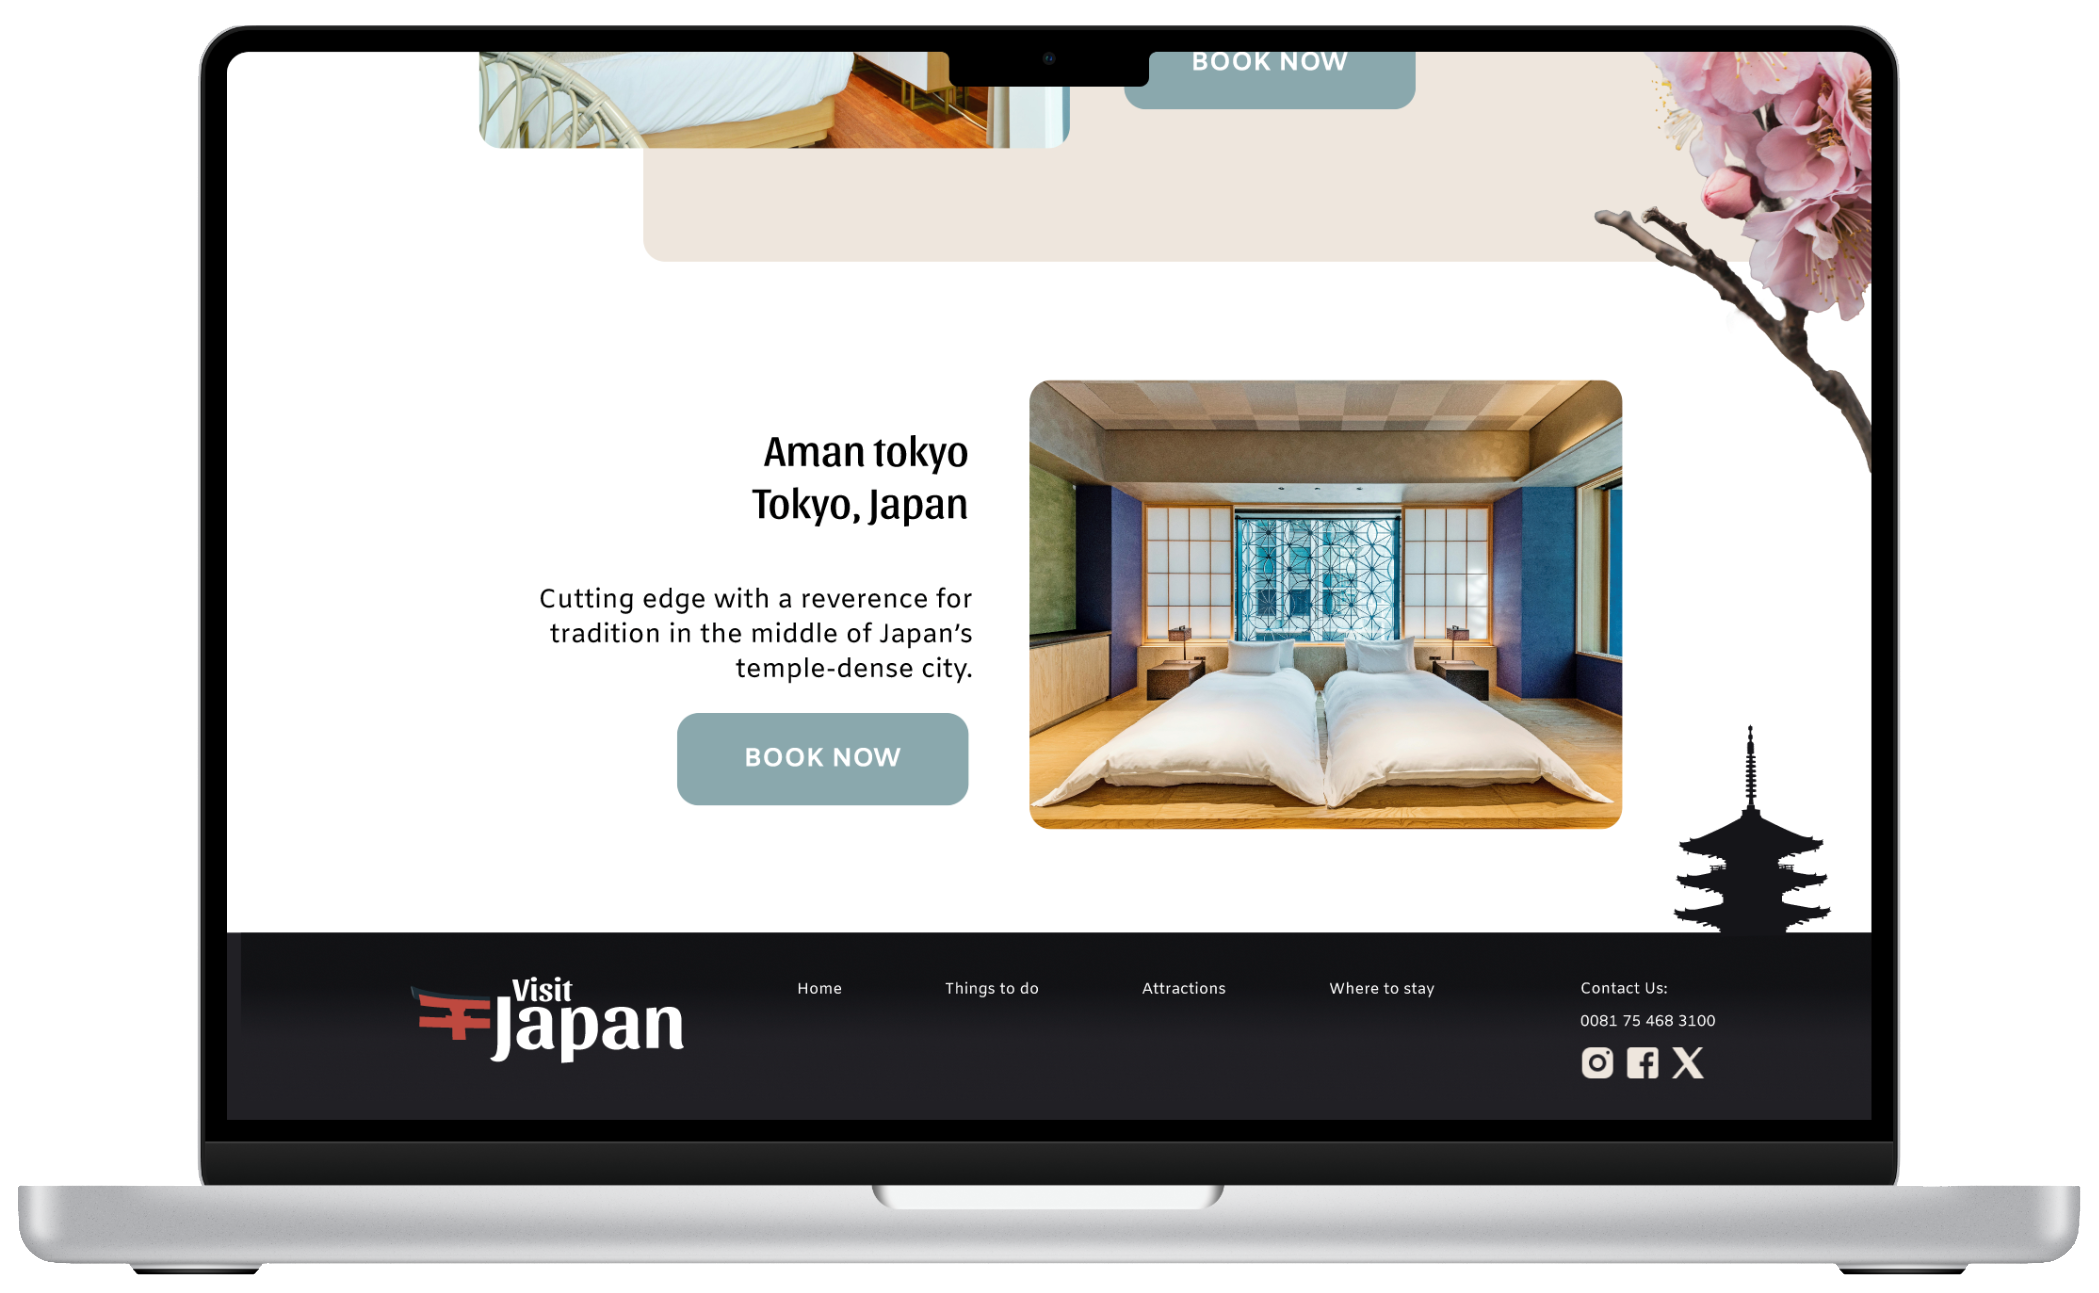 BOOK NOW
Aman tokyo
Tokyo, Japan
Cutting edge with a reverence for
tradition in the middle of Japan’s
temple-dense city.
BOOK NOW
Visit
Japan
Home
Things to do
Attractions
Where to stay
Contact Us:
0081 75 468 3100